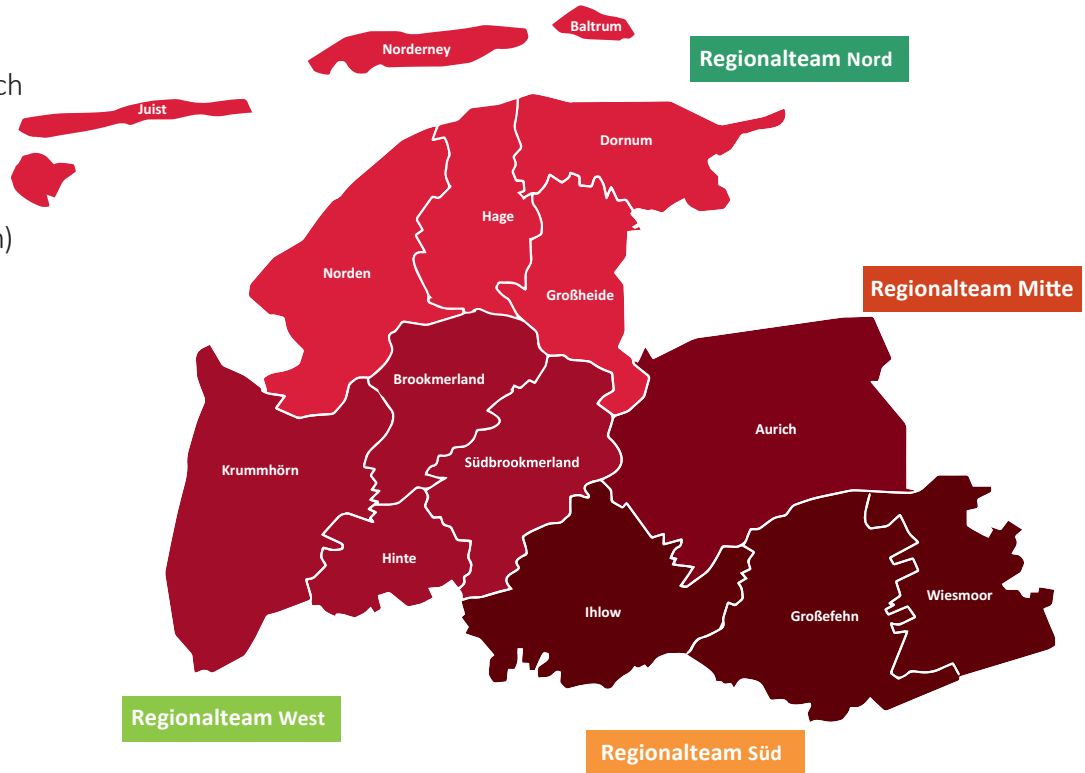 Baltrum
Norderney
Regionalteam Nord
ch
Juist
Dornum
Hage
n)
Norden
Regionalteam Mitte
Großheide
Brookmerland
Aurich
Südbrookmerland
Krummhörn
Hinte
Wiesmoor
Ihlow
Großefehn
Regionalteam West
Regionalteam Süd